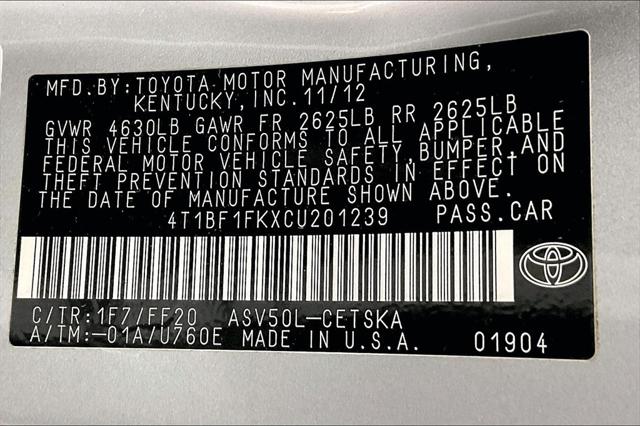 MFD.BY:TOYOTA MOTOR MANUFACTURING,
KENTUCKY,INC.11/12
GVWR 4630LB GAWR FR 2625LB RR 2625LB
THIS VEHICLE CONFORMS TO ALL APPLICABLE
FEDERAL MOTOR VEHICLE SAFETY,BUMPER,AND
THEFT PREVENTION STANDARDS IN EFFECT ON
THE DATE OF MANUFACTURE SHOWN ABOVE.
4T1BF1FKXCU201239 PASS.CAR
C/TR:1F7/FF20 ASV50L-CETSKA
A/TM:-01A/U760E MADE IN U.S.A. 01904